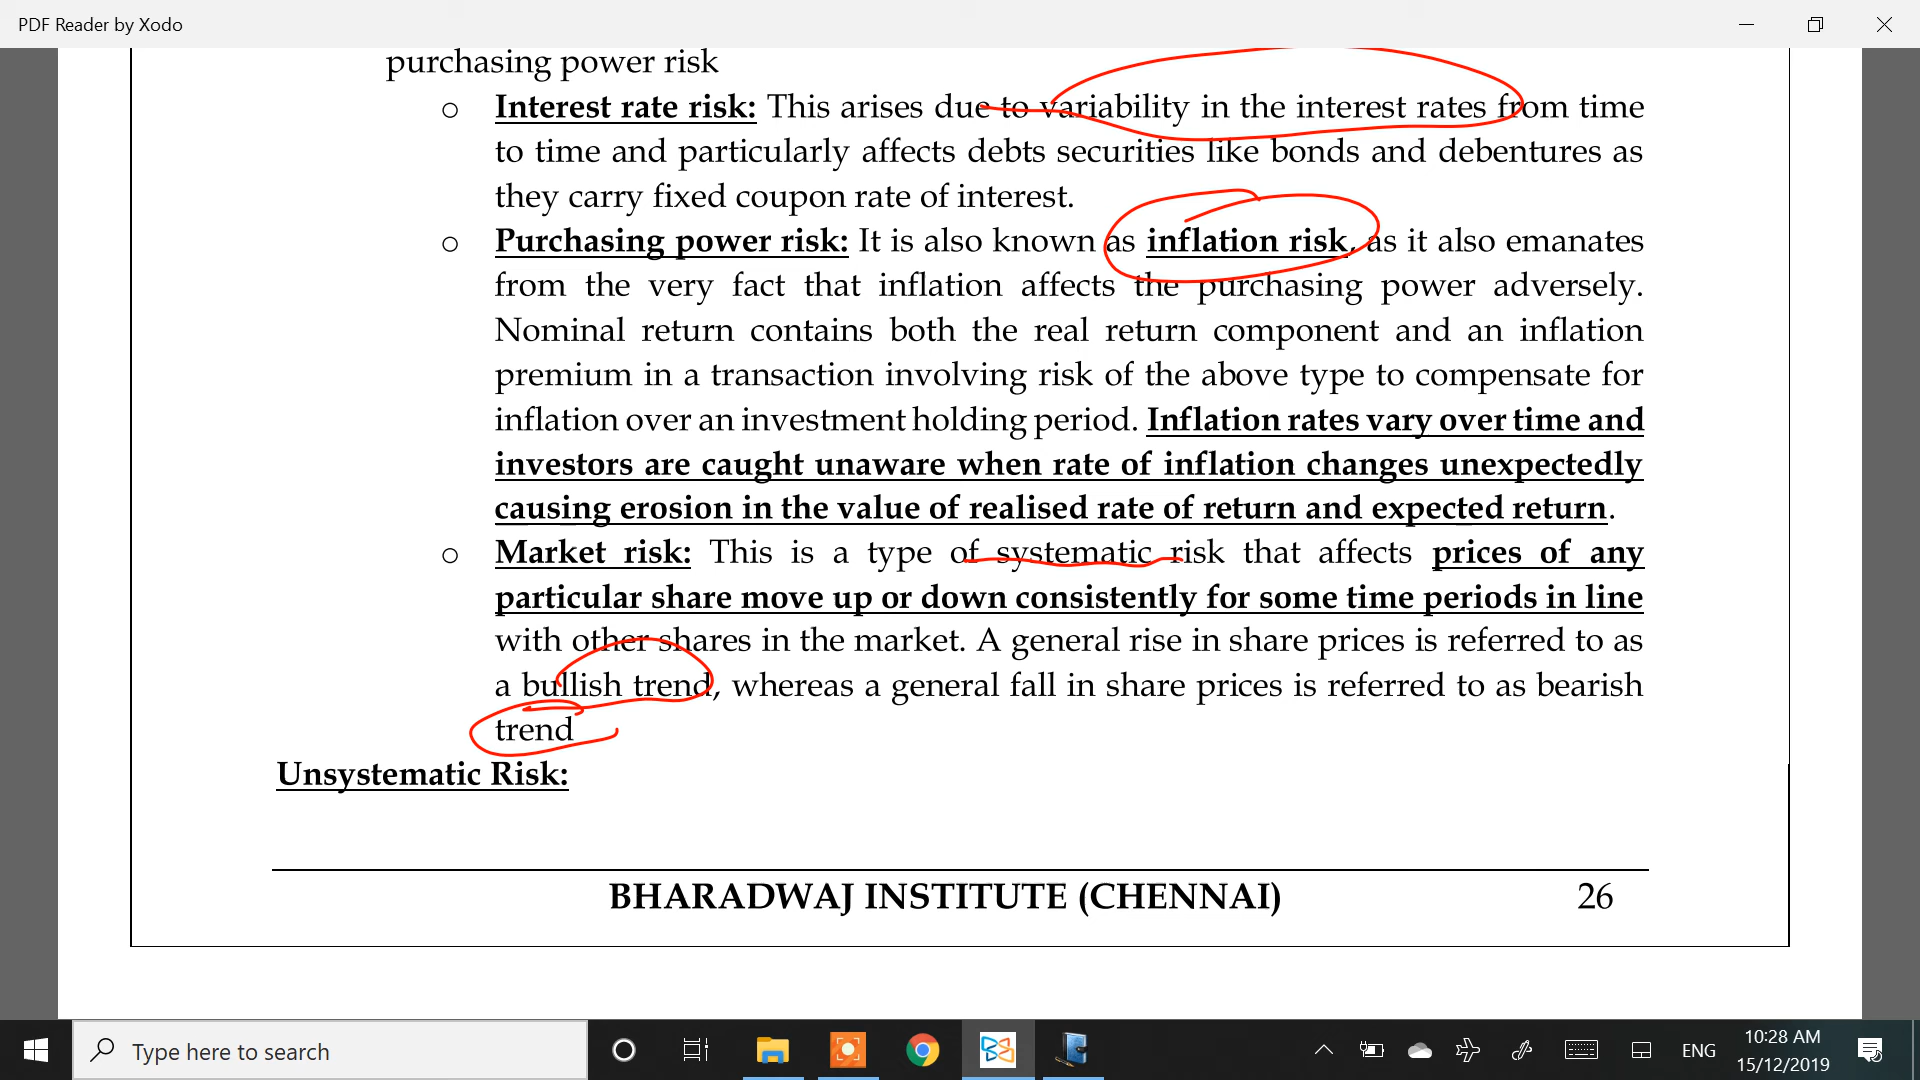 PDF Reader by Xodo
purchasing power risk
o Interest rate risk: This arises due to variability in the interest rates from time
to time and particularly affects debts securities like bonds and debentures as
they carry fixed coupon rate of interest.
o Purchasing power risk: It is also known as inflation risk, as it also emanates
from the very fact that inflation affects the purchasing power adversely.
Nominal return contains both the real return component and an inflation
premium in a transaction involving risk of the above type to compensate for
inflation over an investment holding period. Inflation rates vary over time and
investors are caught unaware when rate of inflation changes unexpectedly
causing erosion in the value of realised rate of return and expected return.
o Market risk: This is a type of systematic risk that affects prices of any
particular share move up or down consistently for some time periods in line
with other shares in the market. A general rise in share prices is referred to as
a bullish trend, whereas a general fall in share prices is referred to as bearish
trend
Unsystematic Risk:
BHARADWAJ INSTITUTE (CHENNAI) 26
Type here to search
ENG
10:28 AM
15/12/2019